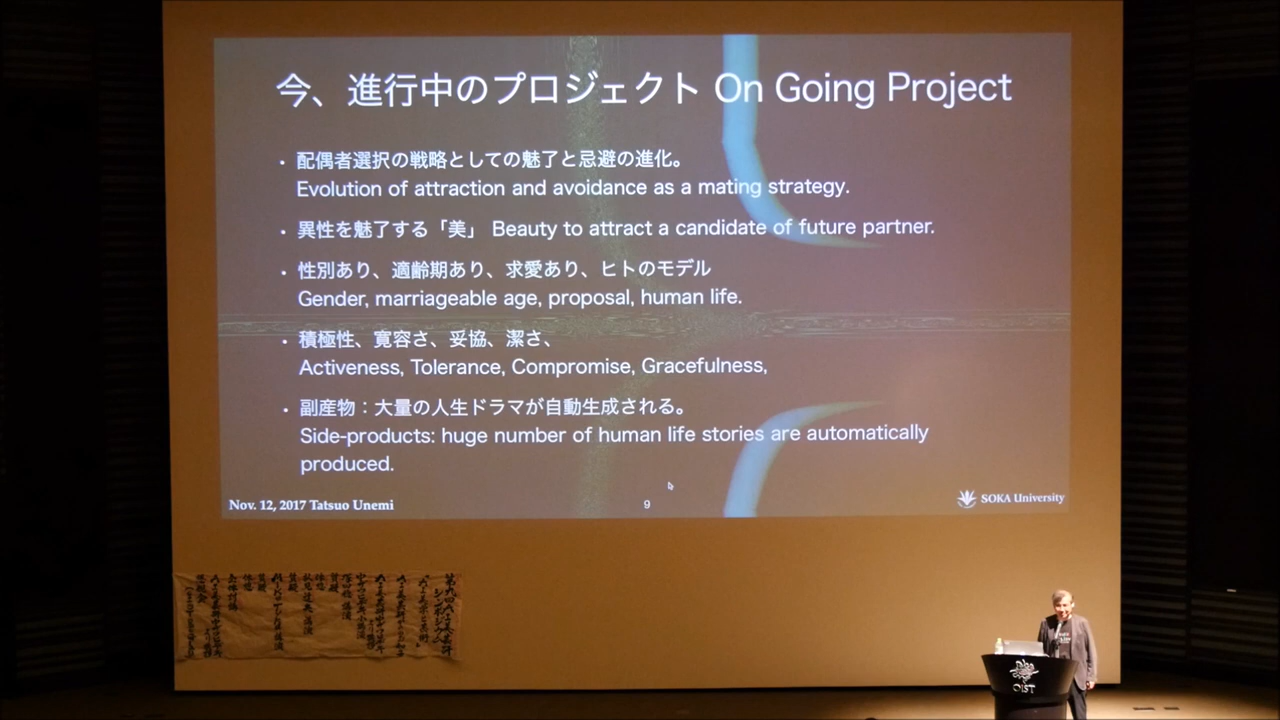 今、進行中のプロジェクト On Going Project
・配偶者選択の戦略としての魅了と忌避の進化。
Evolution of attraction and avoidance as a mating strategy.
・異性を魅了する「美」 Beauty to attract a candidate of future partner.
・性別あり、適齢期あり、求愛あり、ヒトのモデル
Gender, marriageable age, proposal, human life.
・積極性、寛容さ、妥協、潔さ、
Activeness, Tolerance, Compromise, Gracefulness,
・副産物：大量の人生ドラマが自動生成される。
Side-products: huge number of human life stories are automatically
produced.
Nov. 12, 2017 Tatsuo Unemi
9
SOKA University
OIST